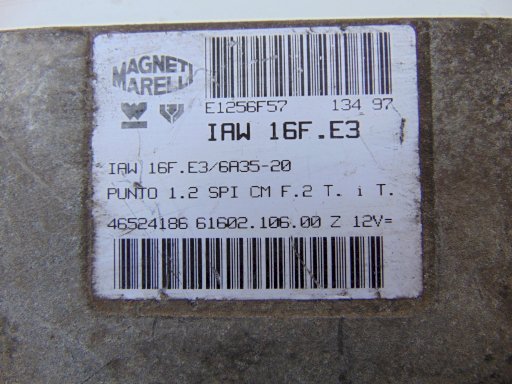 MAGNETI
MARELLI
E1256F57 134 97
IAW 16F.E3
IAW 16F.E3/6A35-20
PUNTO 1.2 SPI CM F.2 T. i T.
46524186 61602.106.00 Z 12V=